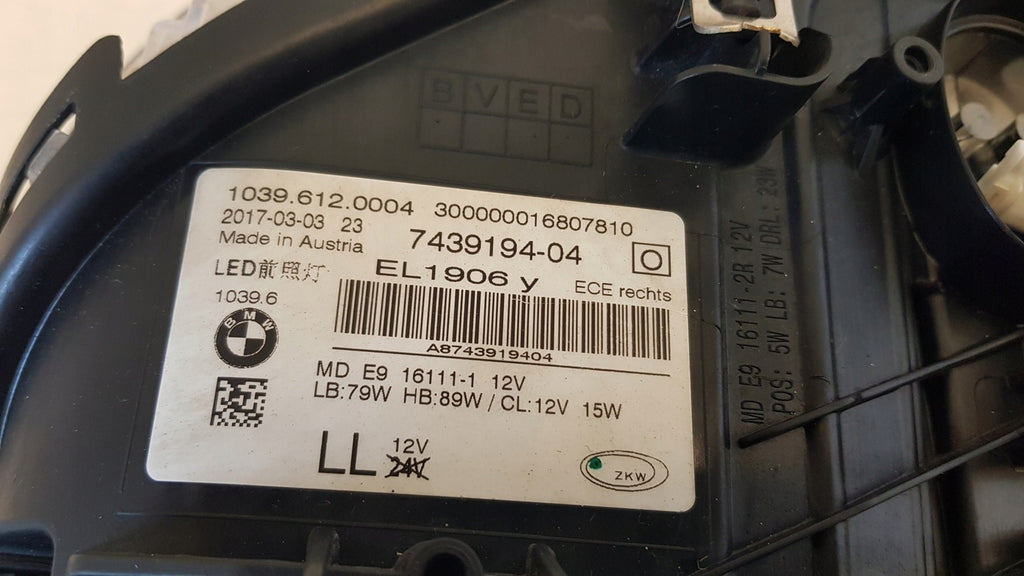 BVED
1039.612.0004 300000016807810
2017-03-03 23
Made in Austria 7439194-04 O
LED前照灯 EL1906 y ECE rechts
1039.6
BMW
A8743919404
MD E9 16111-1 12V
LB:79W HB:89W / CL:12V 15W
LL 12V
24V
ZKW
MD E9 16111-2R 12V
POS: 5W LB: 7W DRL: 23W